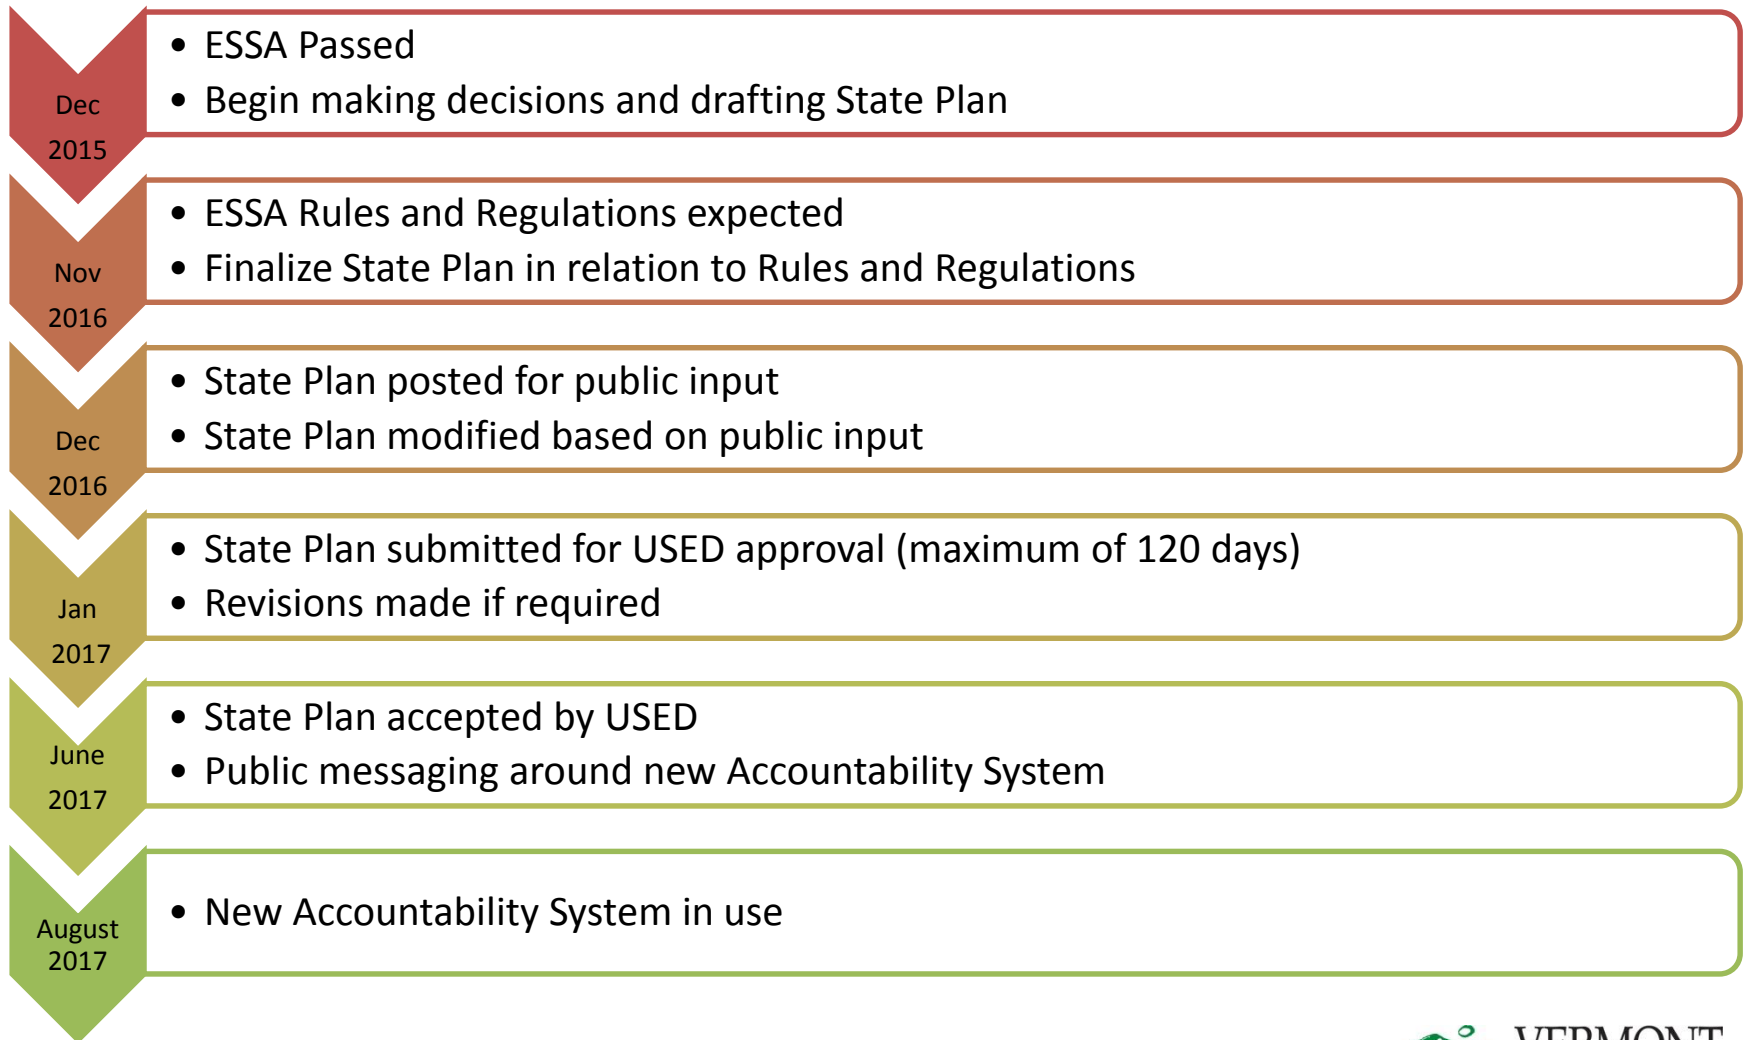 Dec
2015
• ESSA Passed
• Begin making decisions and drafting State Plan
Nov
2016
• ESSA Rules and Regulations expected
• Finalize State Plan in relation to Rules and Regulations
Dec
2016
• State Plan posted for public input
• State Plan modified based on public input
Jan
2017
• State Plan submitted for USED approval (maximum of 120 days)
• Revisions made if required
June
2017
• State Plan accepted by USED
• Public messaging around new Accountability System
August
2017
• New Accountability System in use
VERMONT